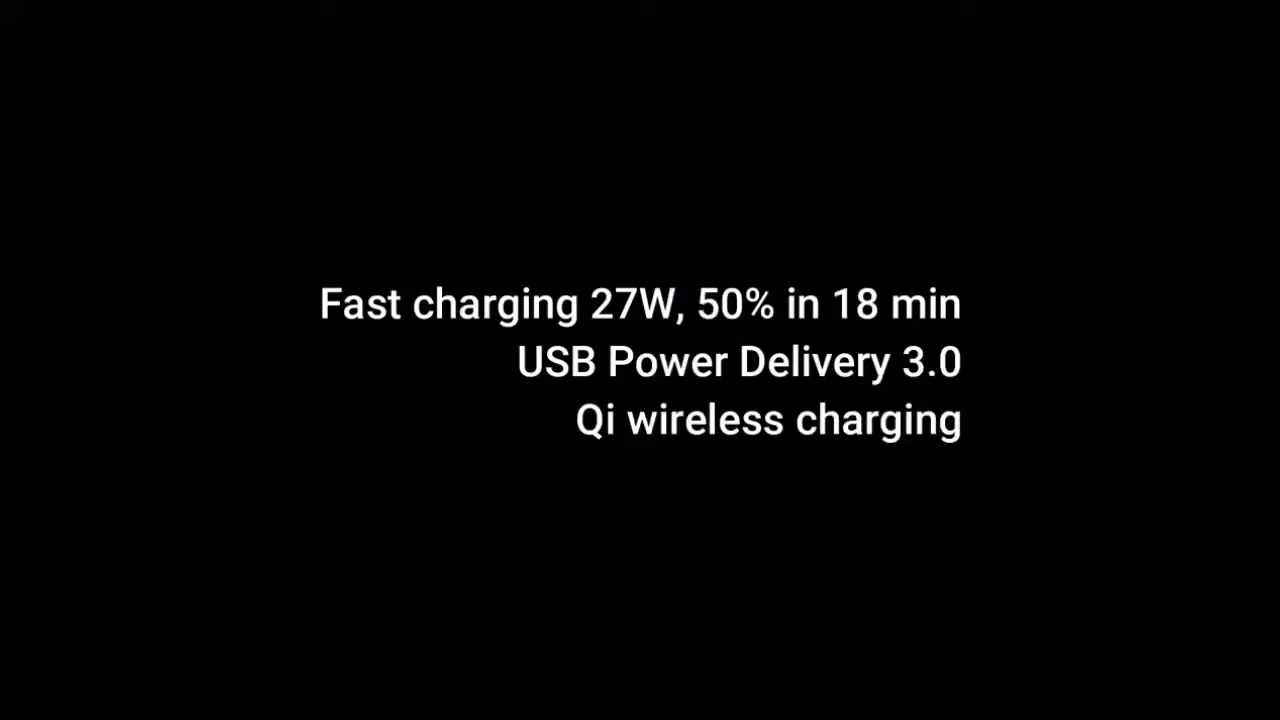 Fast charging 27W, 50% in 18 min
USB Power Delivery 3.0
Qi wireless charging